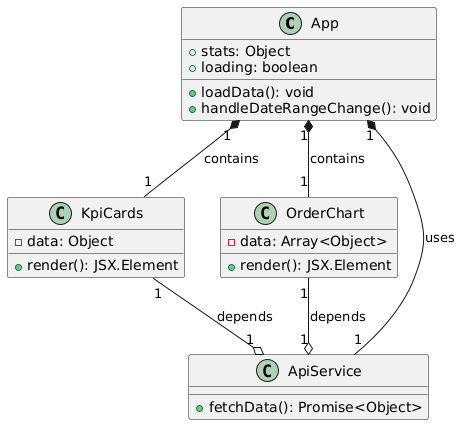 C App
+ stats: Object
+ loading: boolean
+ loadData(): void
+ handleDateRangeChange(): void
1 1 1
contains contains
1 1
C KpiCards
data: Object
render(): JSX.Element
C OrderChart
data: Array<Object>
render(): JSX.Element
uses
1 1
depends depends
1 1 1
C ApiService
fetchData(): Promise<Object>